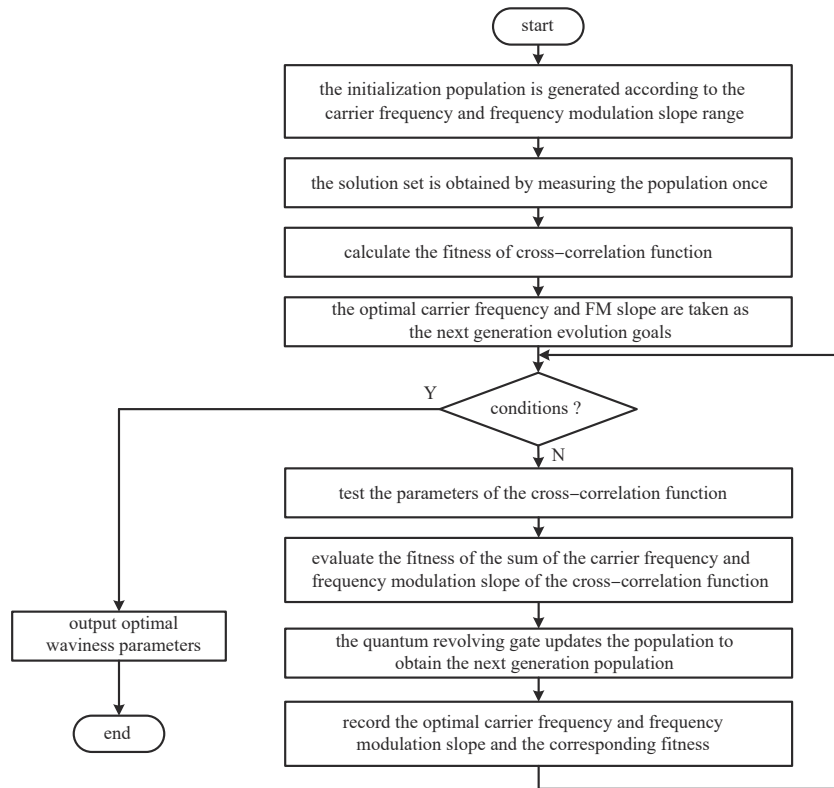 start
the initialization population is generated according to the
carrier frequency and frequency modulation slope range
the solution set is obtained by measuring the population once
calculate the fitness of cross−correlation function
the optimal carrier frequency and FM slope are taken as
the next generation evolution goals
Y
conditions ?
N
test the parameters of the cross−correlation function
evaluate the fitness of the sum of the carrier frequency and
frequency modulation slope of the cross−correlation function
output optimal
waviness parameters
the quantum revolving gate updates the population to
obtain the next generation population
record the optimal carrier frequency and frequency
modulation slope and the corresponding fitness
end